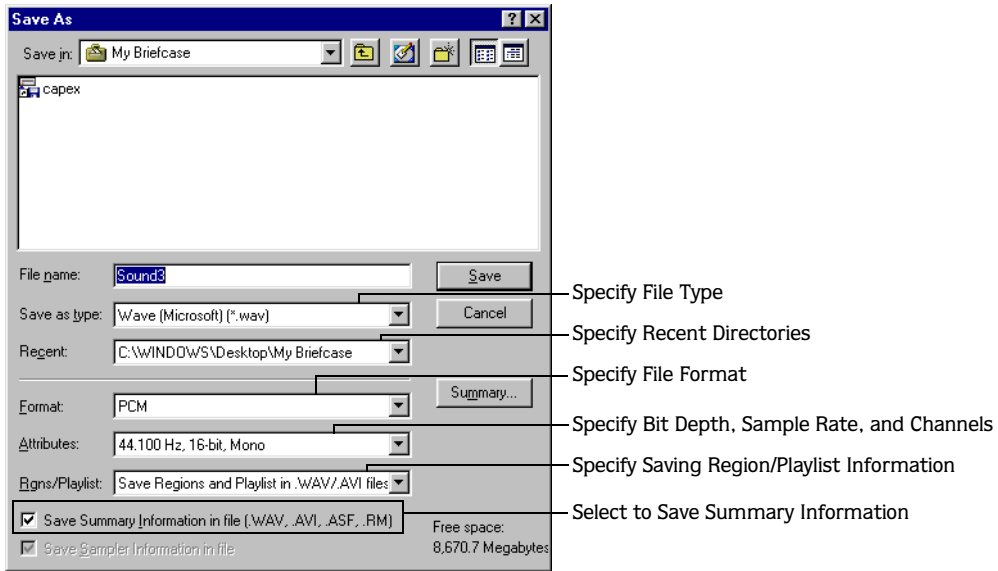 Save As
Save in: My Briefcase
capex
File name: Sound3 Save
Save as type: Wave (Microsoft) (*.wav) Cancel
Recent: C:\WINDOWS\Desktop\My Briefcase
Summary...
Format: PCM
Attributes: 44.100 Hz, 16-bit, Mono
Rgns/Playlist: Save Regions and Playlist in .WAV/.AVI files
Save Summary Information in file (.WAV, .AVI, .ASF, .RM)
Save Sampler Information in file
Free space:
8,670.7 Megabytes
Specify File Type
Specify Recent Directories
Specify File Format
Specify Bit Depth, Sample Rate, and Channels
Specify Saving Region/Playlist Information
Select to Save Summary Information